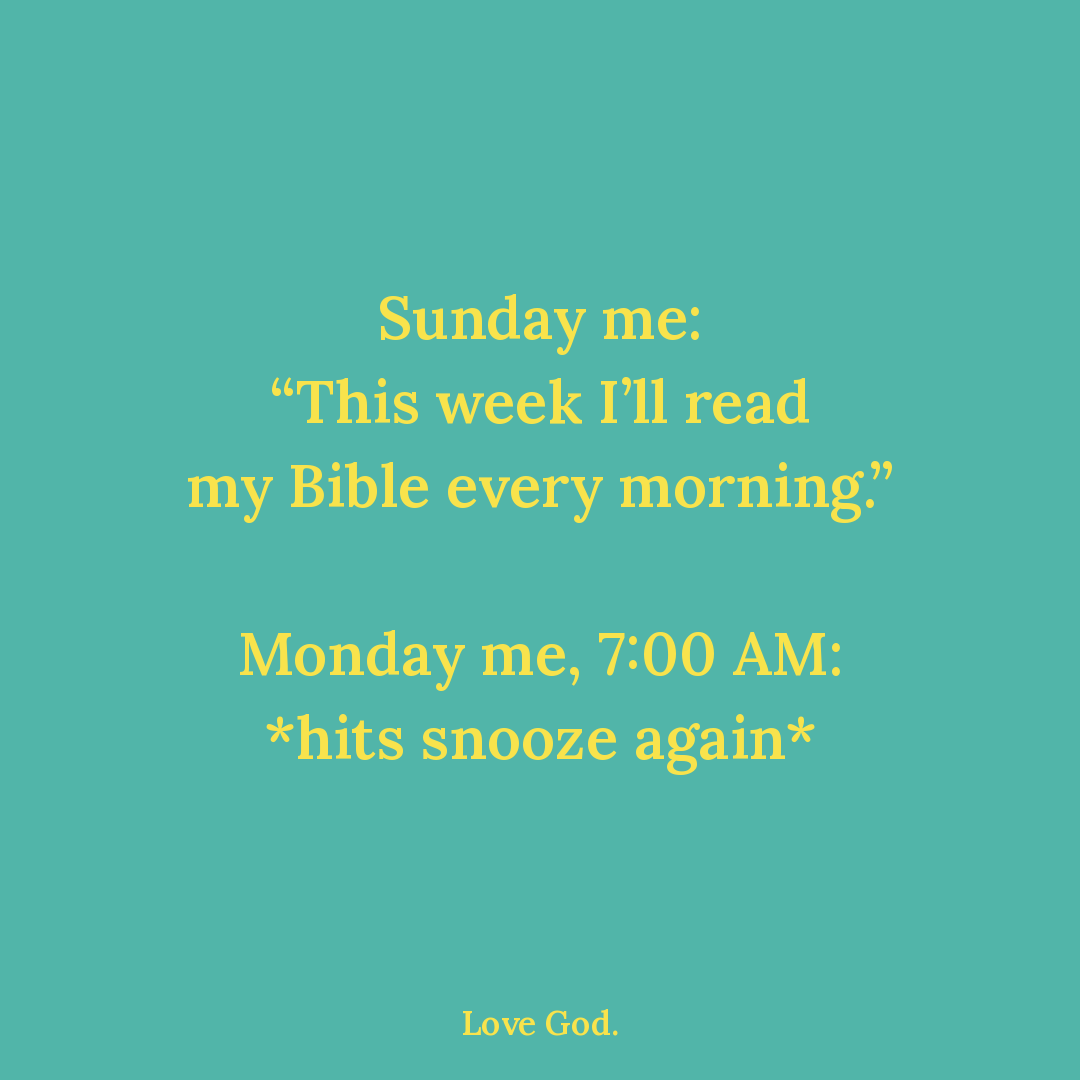 Sunday me:
“This week I’ll read
my Bible every morning.”
Monday me, 7:00 AM:
*hits snooze again*
Love God.